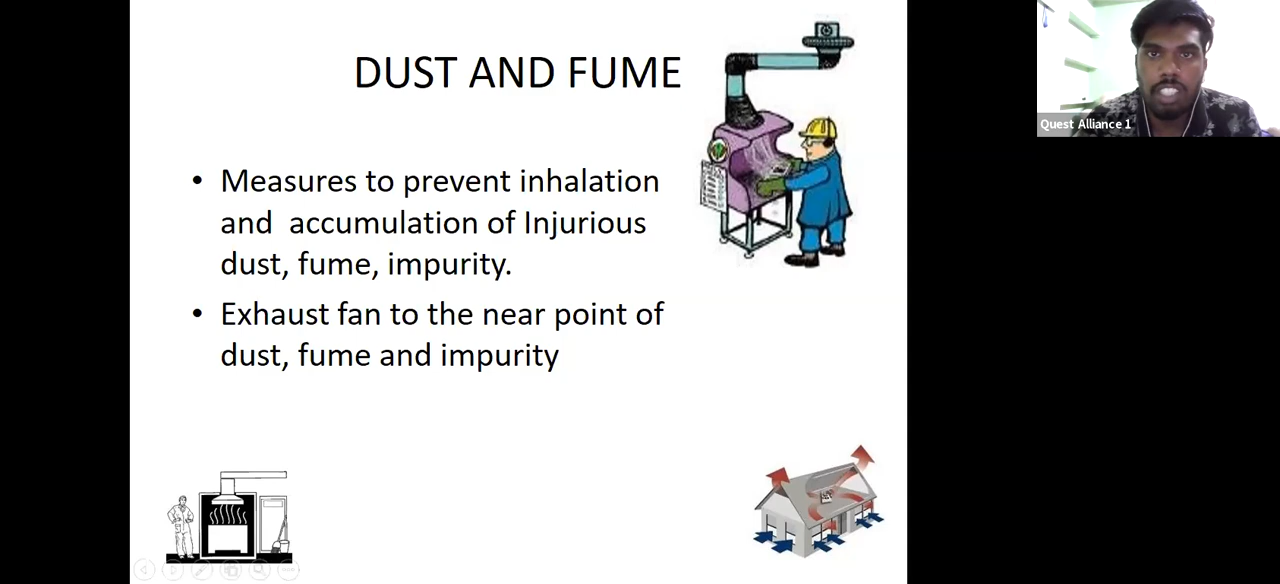 DUST AND FUME
• Measures to prevent inhalation
and  accumulation of Injurious
dust, fume, impurity.
• Exhaust fan to the near point of
dust, fume and impurity
Quest Alliance 1